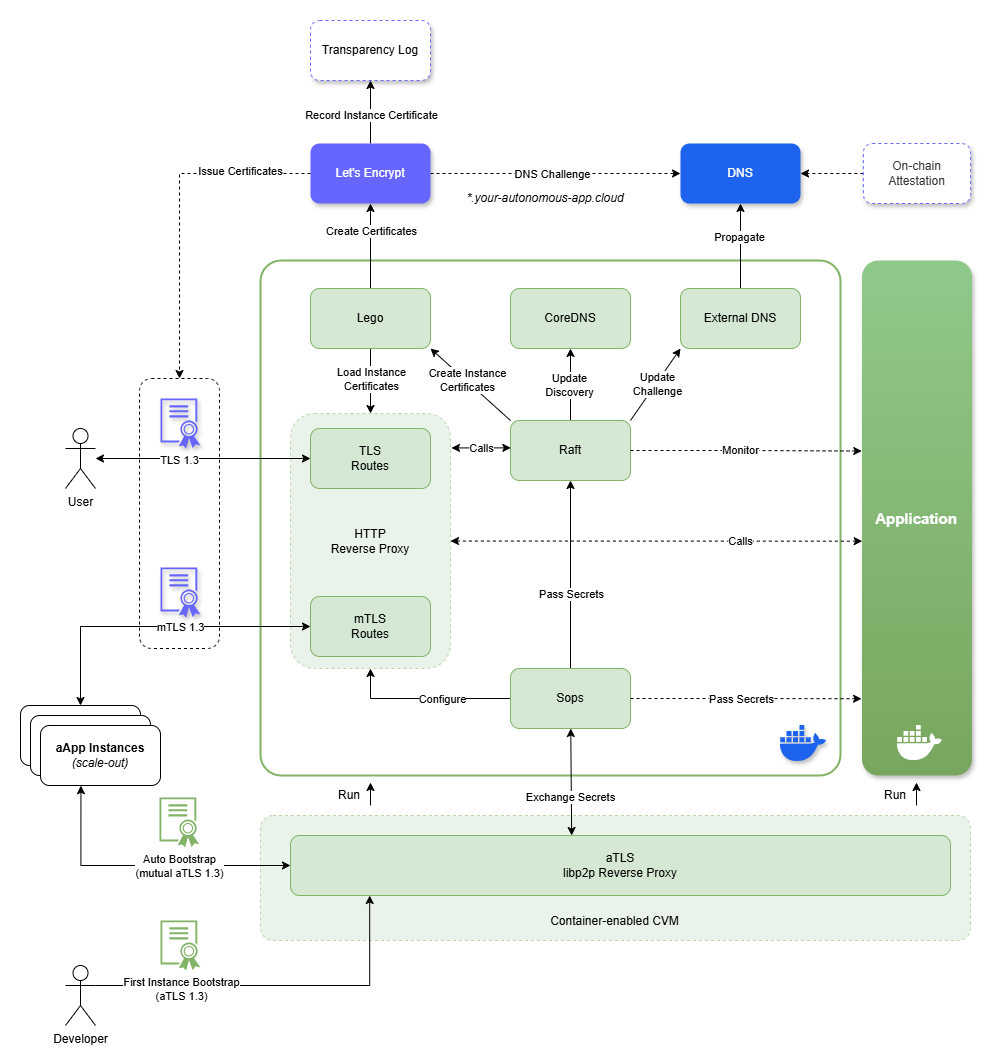 Transparency Log
Record Instance Certificate
Issue Certificates
Let's Encrypt
DNS Challenge
*.your-autonomous-app.cloud
DNS
On-chain
Attestation
Create Certificates
Propagate
Lego
CoreDNS
External DNS
Load Instance
Certificates
Create Instance
Certificates
Update
Discovery
Update
Challenge
TLS
Routes
Calls
Raft
Monitor
TLS 1.3
User
Application
HTTP
Reverse Proxy
Calls
Pass Secrets
mTLS
Routes
mTLS 1.3
Configure
Sops
Pass Secrets
aApp Instances
(scale-out)
Run
Exchange Secrets
Run
Auto Bootstrap
(mutual aTLS 1.3)
aTLS
libp2p Reverse Proxy
Container-enabled CVM
First Instance Bootstrap
(aTLS 1.3)
Developer